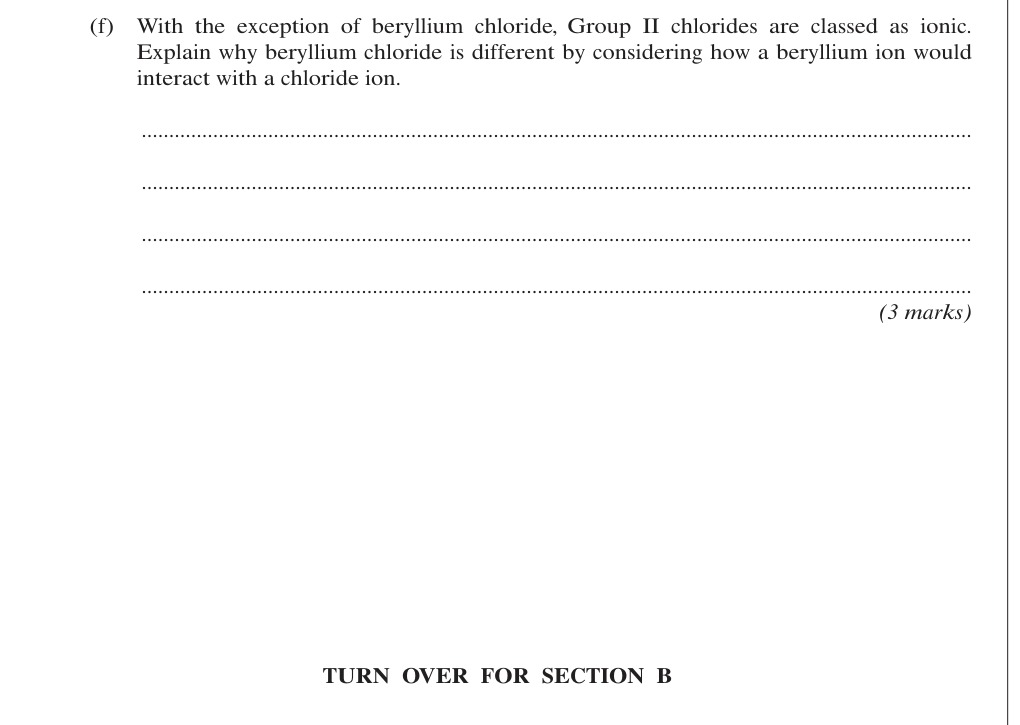 (f) With the exception of beryllium chloride, Group II chlorides are classed as ionic.
Explain why beryllium chloride is different by considering how a beryllium ion would
interact with a chloride ion.
(3 marks)
TURN OVER FOR SECTION B